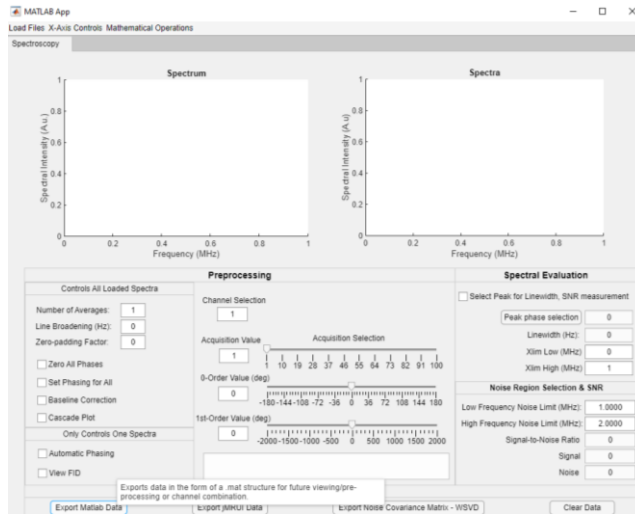 MATLAB App
Load Files X-Axis Controls Mathematical Operations
Spectroscopy
Spectrum
Spectral Intensity (A.u.)
1
0.8
0.6
0.4
0.2
0
0 0.2 0.4 0.6 0.8 1
Frequency (MHz)
Spectra
Spectral Intensity (A.u)
1
0.8
0.6
0.4
0.2
0
0 0.2 0.4 0.6 0.8 1
Frequency (MHz)
Preprocessing
Controls All Loaded Spectra
Number of Averages: 1
Line Broadening (Hz): 0
Zero-padding Factor: 0
Zero All Phases
Set Phasing for All
Baseline Correction
Cascade Plot
Only Controls One Spectra
Automatic Phasing
View FID
Channel Selection
1
Acquisition Value Acquisition Selection
1
1 10 19 28 37 46 55 64 73 82 91 100
0-Order Value (deg)
0
-180 -144 -108 -72 -36 0 36 72 108 144 180
1st-Order Value (deg)
0
-2000 -1500 -1000 -500 0 500 1000 1500 2000
Spectral Evaluation
Select Peak for Linewidth, SNR measurement
Peak phase selection 0
Linewidth (Hz): 0
Xlim Low (MHz) 0
Xlim High (MHz) 1
Noise Region Selection & SNR
Low Frequency Noise Limit (MHz): 1.0000
High Frequency Noise Limit (MHz): 2.0000
Signal-to-Noise Ratio 0
Signal 0
Noise 0
Exports data in the form of a .mat structure for future viewing/pre-
processing or channel combination.
Export Matlab Data Export jMRUI Data Export Noise Covariance Matrix - WSVD Clear Data